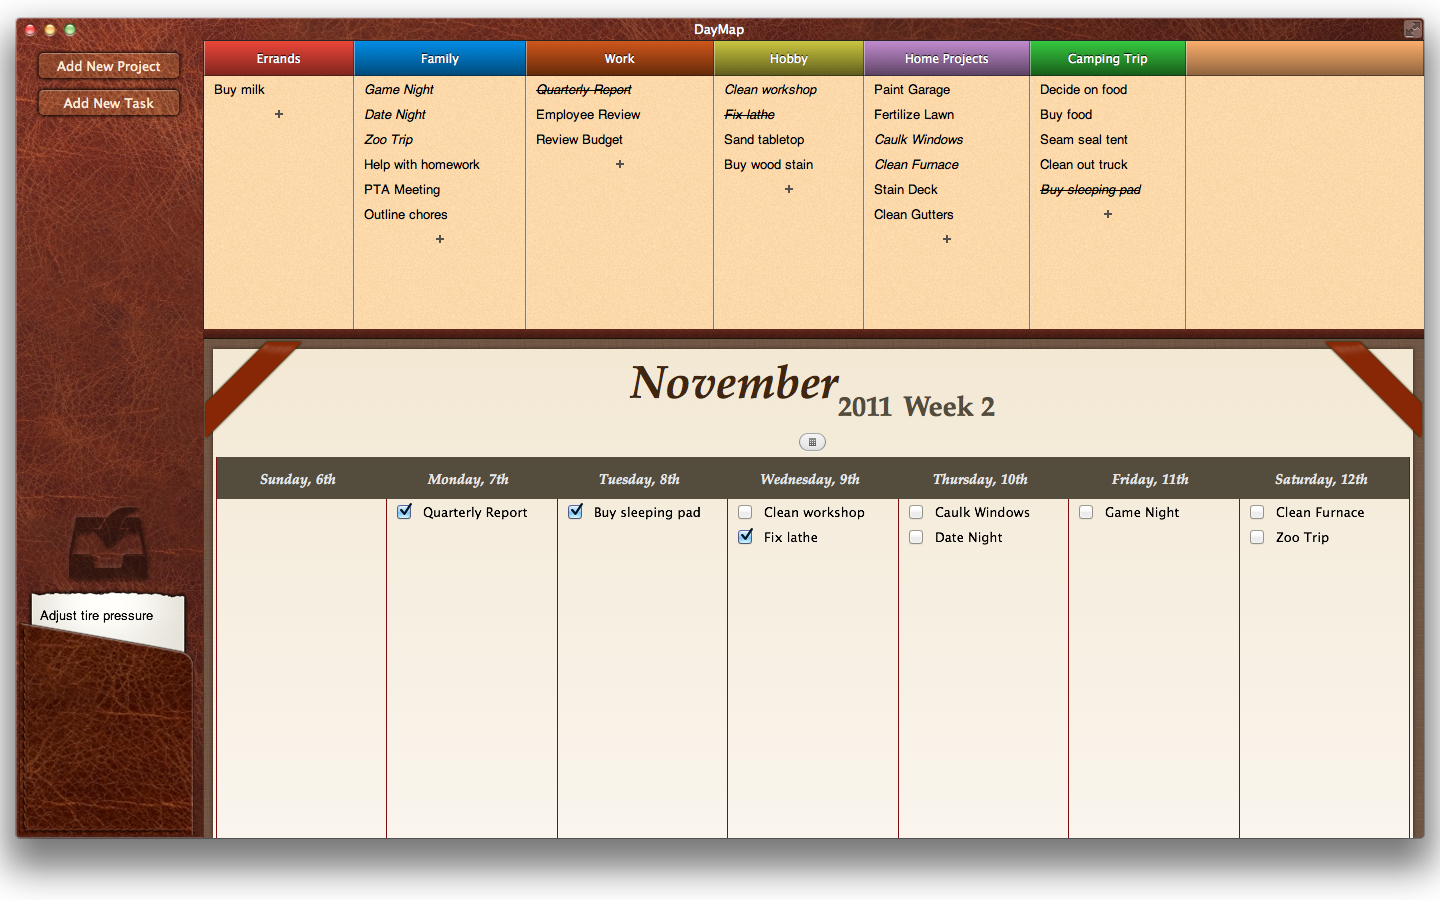 DayMap
Add New Project
Add New Task
Errands
Family
Work
Hobby
Home Projects
Camping Trip
Buy milk
+
Game Night
Date Night
Zoo Trip
Help with homework
PTA Meeting
Outline chores
+
Quarterly Report
Employee Review
Review Budget
+
Clean workshop
Fix lathe
Sand tabletop
Buy wood stain
+
Paint Garage
Fertilize Lawn
Caulk Windows
Clean Furnace
Stain Deck
Clean Gutters
+
Decide on food
Buy food
Seam seal tent
Clean out truck
Buy sleeping pad
+
November
2011 Week 2
Sunday, 6th
Monday, 7th
Tuesday, 8th
Wednesday, 9th
Thursday, 10th
Friday, 11th
Saturday, 12th
Quarterly Report
Buy sleeping pad
Clean workshop
Fix lathe
Caulk Windows
Date Night
Game Night
Clean Furnace
Zoo Trip
Adjust tire pressure